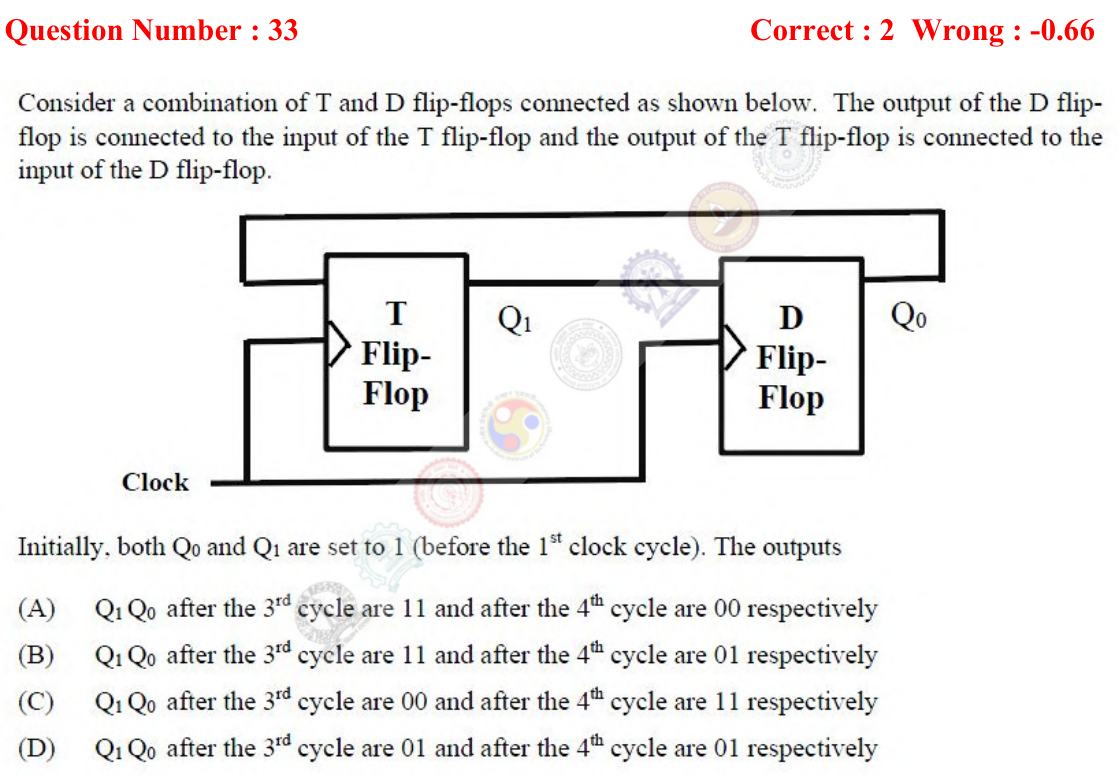 Question Number : 33 Correct : 2 Wrong : -0.66
Consider a combination of T and D flip-flops connected as shown below. The output of the D flip-
flop is connected to the input of the T flip-flop and the output of the T flip-flop is connected to the
input of the D flip-flop.
T
Flip-
Flop
Q1
D
Flip-
Flop
Q0
Clock
Initially, both Q0 and Q1 are set to 1 (before the 1st clock cycle). The outputs
(A) Q1 Q0 after the 3rd cycle are 11 and after the 4th cycle are 00 respectively
(B) Q1 Q0 after the 3rd cycle are 11 and after the 4th cycle are 01 respectively
(C) Q1 Q0 after the 3rd cycle are 00 and after the 4th cycle are 11 respectively
(D) Q1 Q0 after the 3rd cycle are 01 and after the 4th cycle are 01 respectively